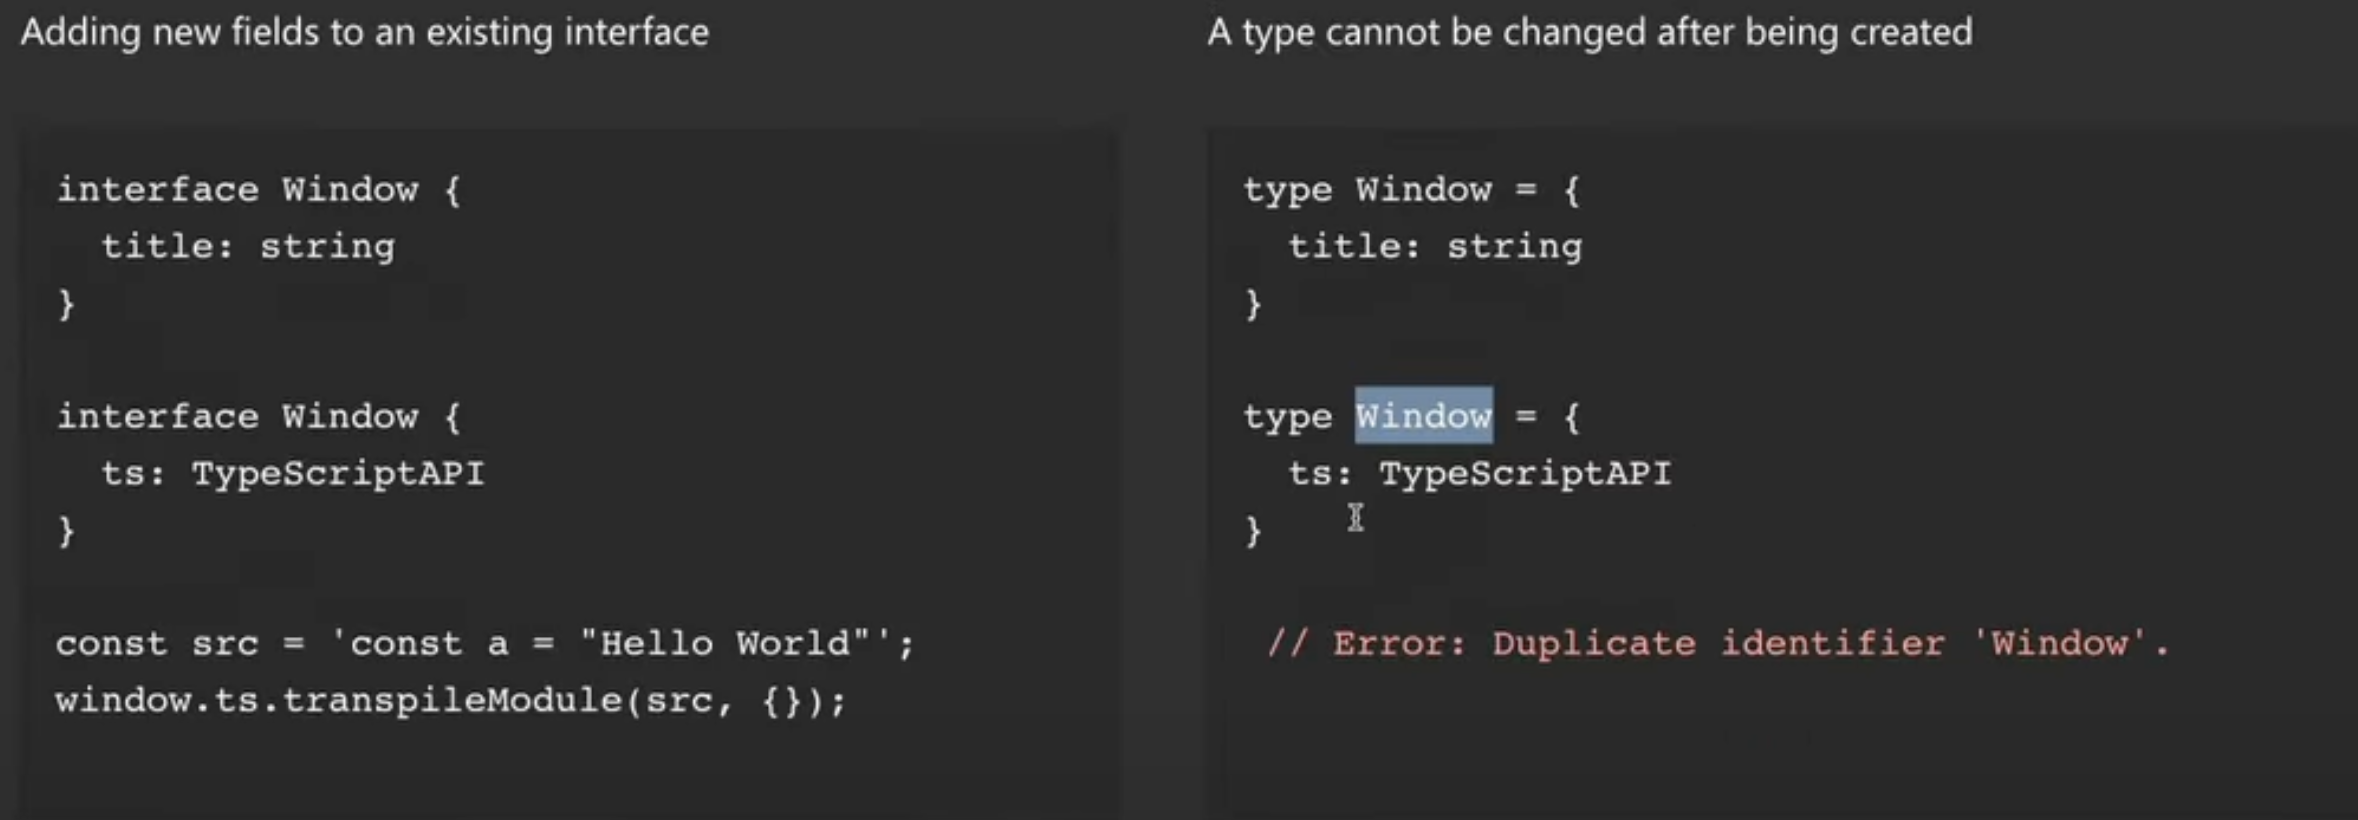 Adding new fields to an existing interface
interface Window {
  title: string
}
interface Window {
  ts: TypeScriptAPI
}
const src = 'const a = "Hello World"';
window.ts.transpileModule(src, {});
A type cannot be changed after being created
type Window = {
  title: string
}
type Window = {
  ts: TypeScriptAPI
}
// Error: Duplicate identifier 'Window'.